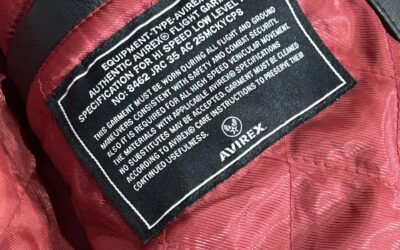 EQUIPMENT-TYPE-AVIREX
AUTHENTIC AVIREX® FLIGHT GARM
SPECIFICATION FOR HI SPEED LOW LEVEL
NO: 8462 JRC 35 AC 25MCKYCP8
THIS GARMENT MUST BE WORN DURING ALL FLIGHT AND GROUND
MANEUVERS CONSISTENT WITH SAFETY AND COMBAT SECURITY.
ALSO IT IS REQUIRED FOR ALL HIGH SPEED VEHICULAR MOVEMENT.
THE MATERIALS WITH APPLICABLE, AVIREX® SPECIFICATIONS
NO SUBSTITUTES MAY BE ACCEPTED. GARMENT MUST BE CLEANED
ACCORDING TO AVIREX® CARE INSTRUCTIONS TO PRESERVE THEIR
CONTINUED USEFULNESS.
AVIREX